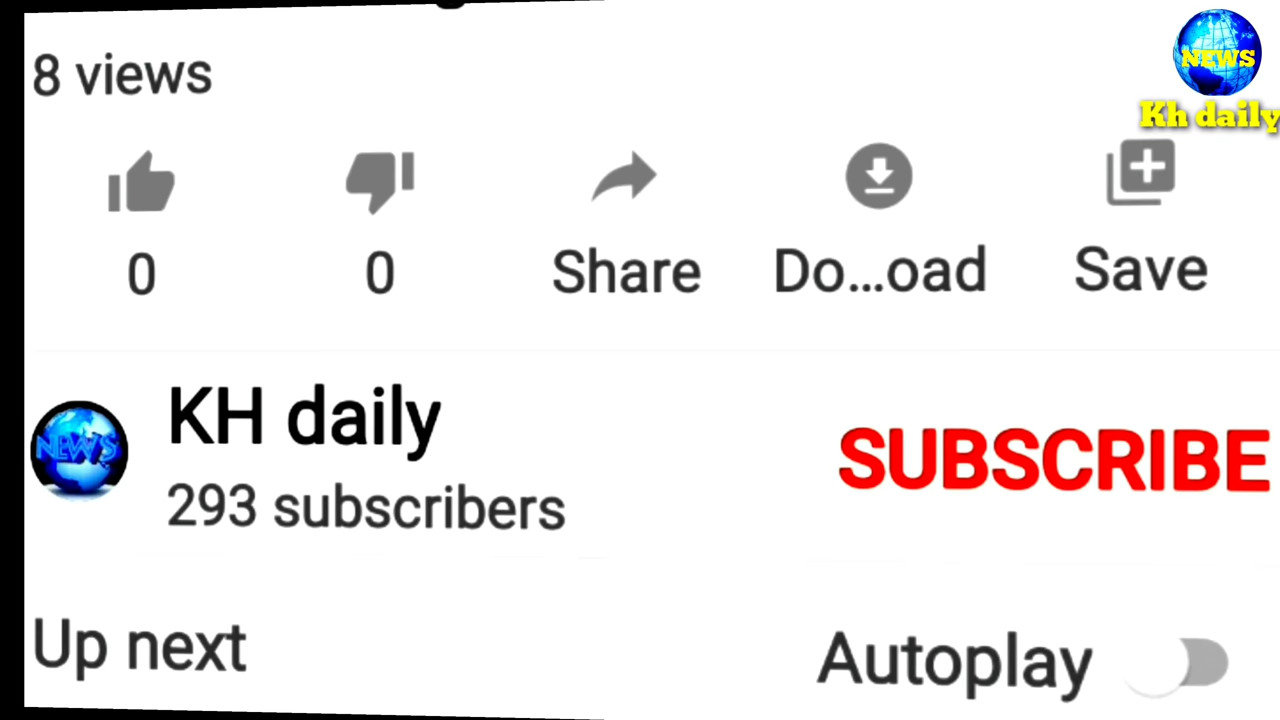 8 views
NEWS
Kh daily
0
0
Share
Do...oad
Save
NEWS
KH daily
293 subscribers
SUBSCRIBE
Up next
Autoplay